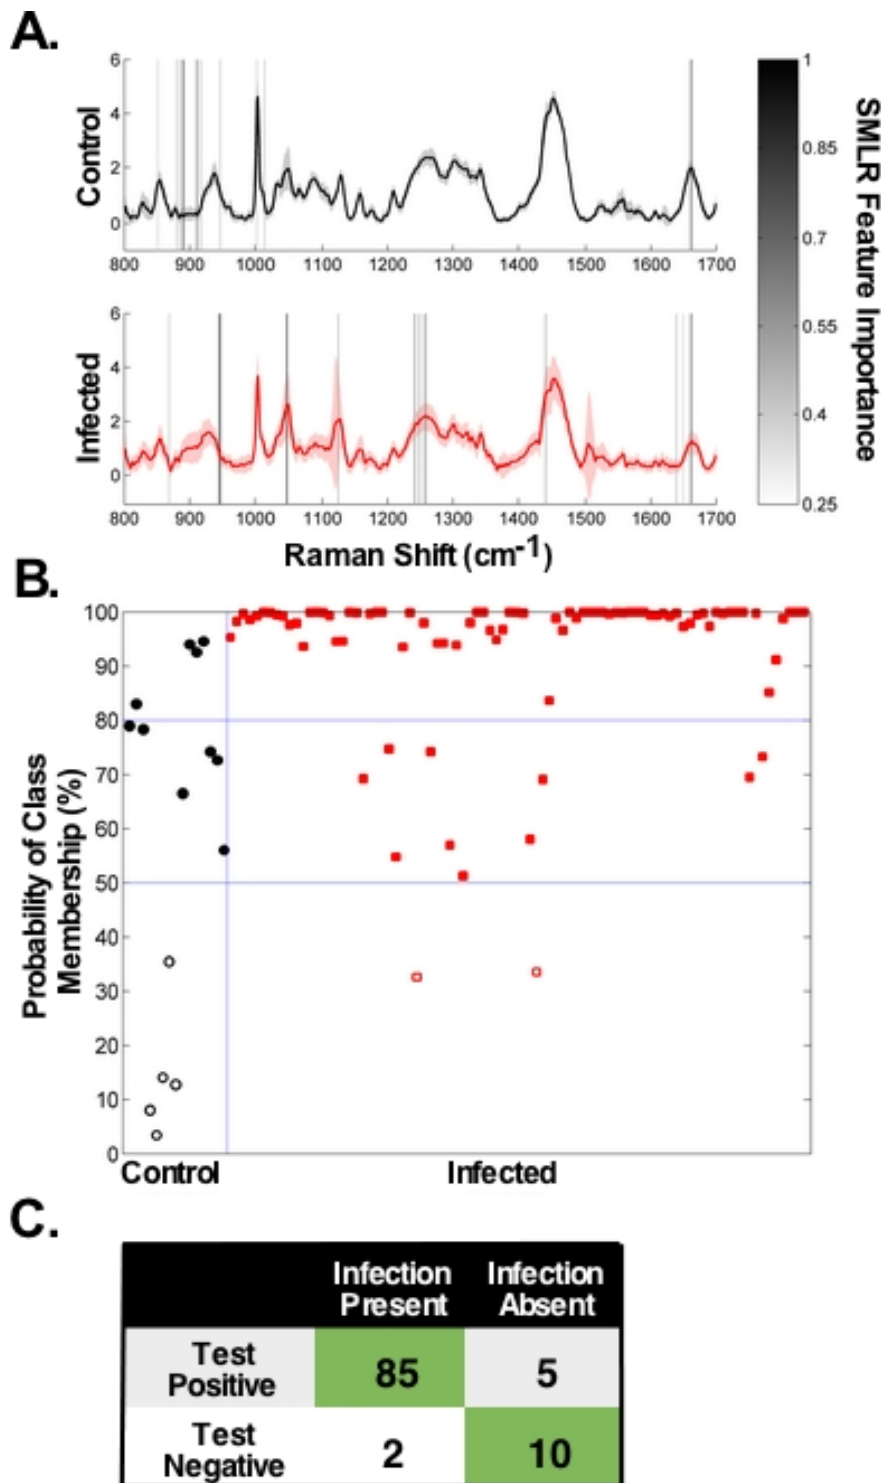 A.
6
4
2
0
Control
800 900 1000 1100 1200 1300 1400 1500 1600 1700
6
4
2
0
Infected
800 900 1000 1100 1200 1300 1400 1500 1600 1700
Raman Shift (cm-1)
1
0.85
0.7
0.55
0.4
0.25
SMLR Feature Importance
B.
100
90
80
70
60
50
40
30
20
10
0
Probability of Class
Membership (%)
Control Infected
C.
Infection Present Infection Absent
Test Positive 85 5
Test Negative 2 10